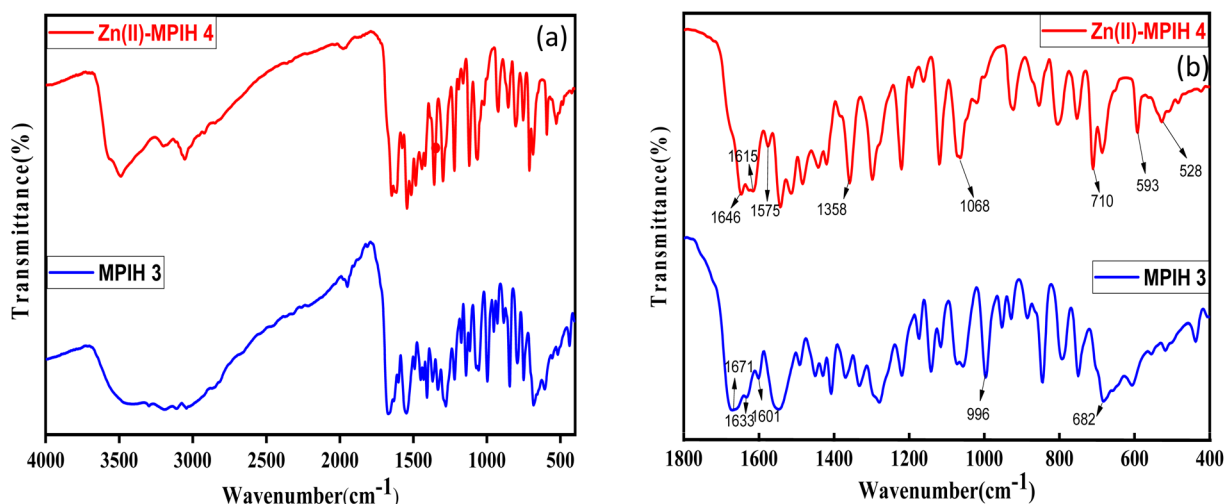 Zn(II)-MPIH 4
(a)
MPIH 3
Transmittance(%)
4000 3500 3000 2500 2000 1500 1000 500
Wavenumber(cm-1)
Zn(II)-MPIH 4
(b)
1615
1646
1575
1358
1068
710
593
528
MPIH 3
1671
1633
1601
996
682
Transmittance(%)
1800 1600 1400 1200 1000 800 600 400
Wavenumber(cm-1)